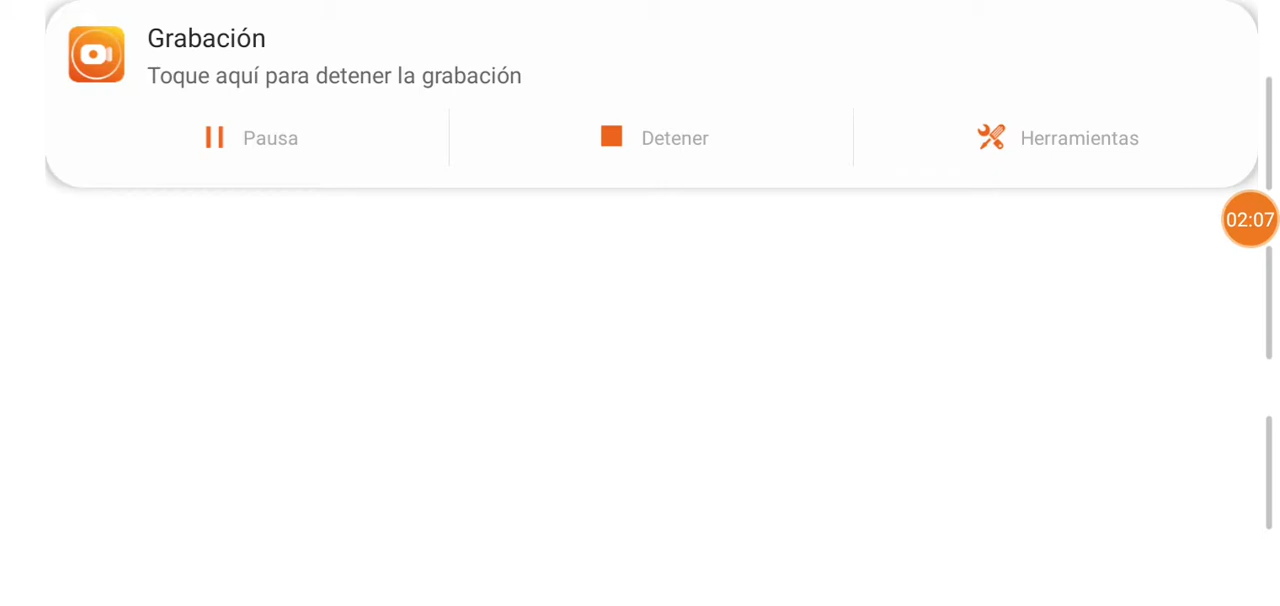 Grabación
Toque aquí para detener la grabación
Pausa
Detener
Herramientas
02:07